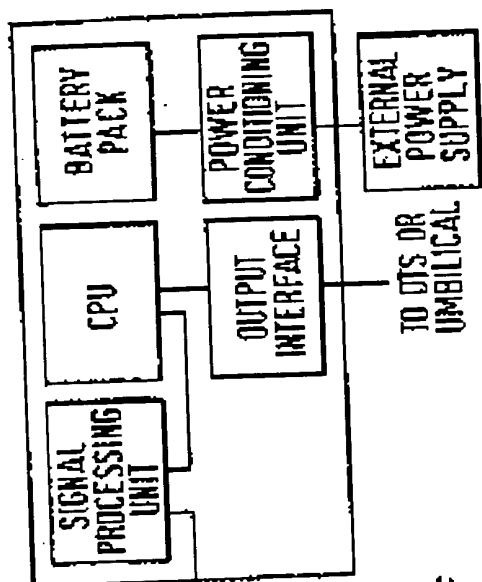 SIGNAL
PROCESSING
UNIT
CPU
BATTERY
PACK
OUTPUT
INTERFACE
POWER
CONDITIONING
UNIT
TO DTS OR
UMBILICAL
EXTERNAL
POWER
SUPPLY